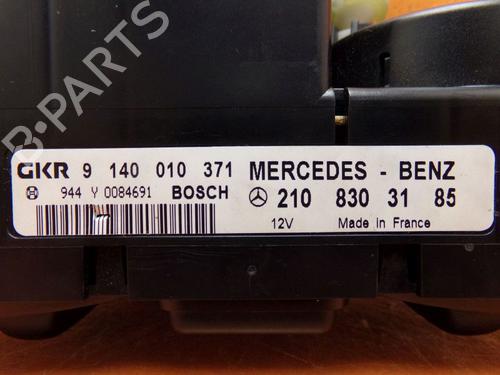 GKR 9 140 010 371 MERCEDES - BENZ
944 Y 0084691 BOSCH 210 830 31 85
12V Made in France
B-PARTS